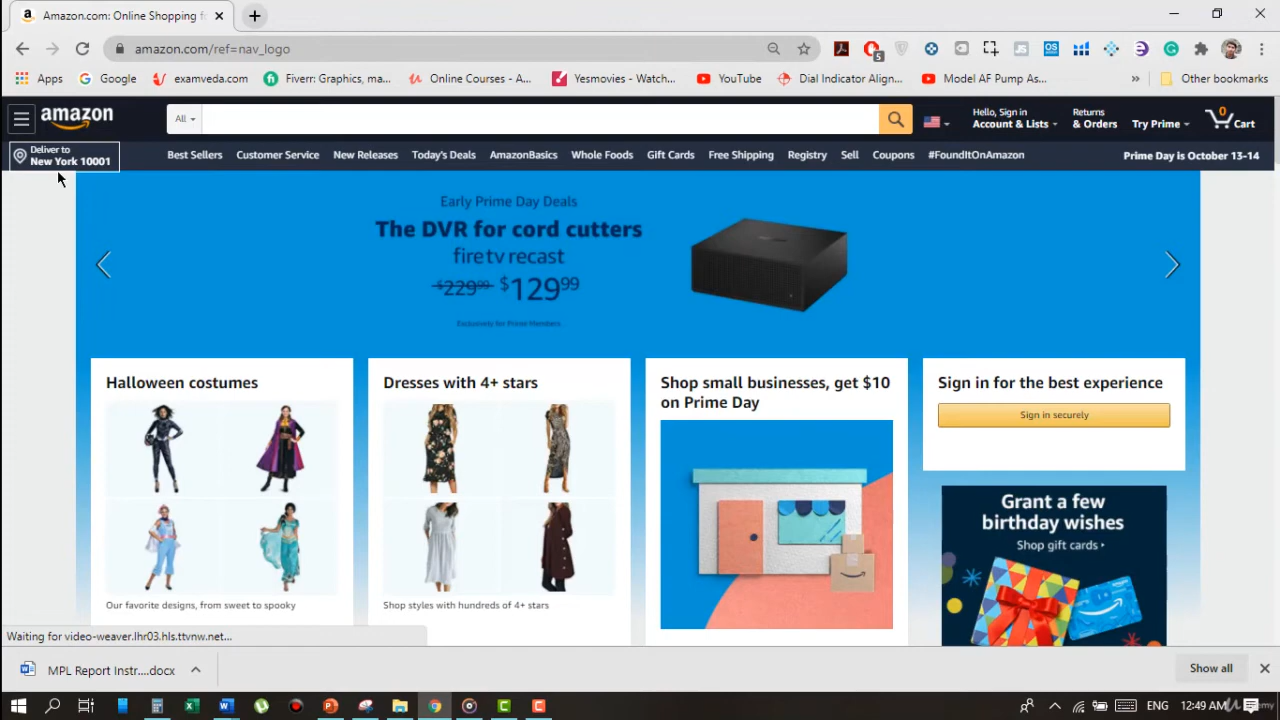 Amazon.com: Online Shopping f
amazon.com/ref=nav_logo
5
Apps
Google
examveda.com
Fiverr: Graphics, ma...
Online Courses - A...
Yesmovies - Watch...
YouTube
Dial Indicator Align...
Model AF Pump As...
Other bookmarks
amazon
All
Hello, Sign in
Account & Lists
Returns
& Orders
Try Prime
0
Cart
Deliver to
New York 10001
Best Sellers
Customer Service
New Releases
Today's Deals
AmazonBasics
Whole Foods
Gift Cards
Free Shipping
Registry
Sell
Coupons
#FoundItOnAmazon
Prime Day is October 13-14
Early Prime Day Deals
The DVR for cord cutters
fire tv recast
$229.99 $129.99
Exclusively for Prime Members
Halloween costumes
Our favorite designs, from sweet to spooky
Dresses with 4+ stars
Shop styles with hundreds of 4+ stars
Shop small businesses, get $10
on Prime Day
Sign in for the best experience
Sign in securely
Grant a few
birthday wishes
Shop gift cards
Waiting for video-weaver.lhr03.hls.ttvnw.net...
MPL Report Instr....docx
Show all
ENG
12:49 AM